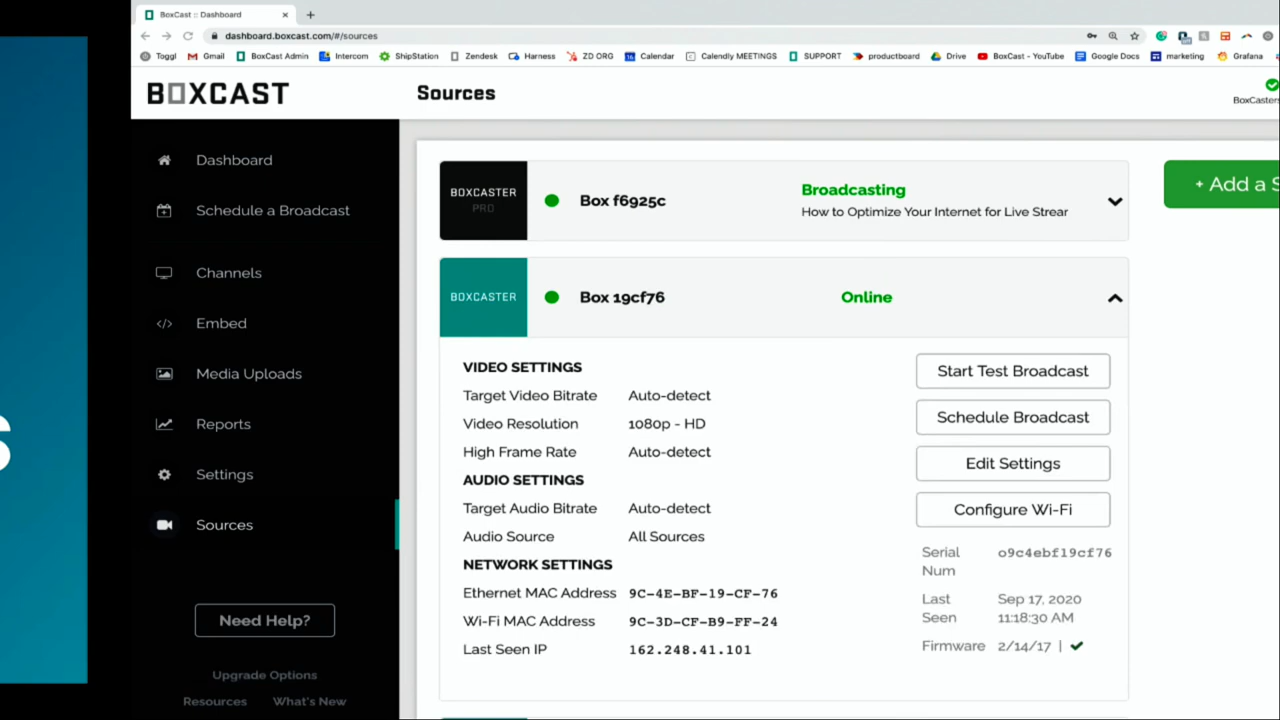 BoxCast :: Dashboard
dashboard.boxcast.com/#/sources
Toggl Gmail BoxCast Admin Intercom ShipStation Zendesk Harness ZD ORG Calendar Calendly MEETINGS SUPPORT productboard Drive BoxCast - YouTube Google Docs marketing Grafana
BOXCAST
Sources
BoxCasters
Dashboard
Schedule a Broadcast
Channels
Embed
Media Uploads
Reports
Settings
Sources
Need Help?
Upgrade Options
Resources What's New
BOXCASTER
PRO
Box f6925c
Broadcasting
How to Optimize Your Internet for Live Strear
+ Add a S
BOXCASTER
Box 19cf76
Online
VIDEO SETTINGS
Target Video Bitrate Auto-detect
Video Resolution 1080p - HD
High Frame Rate Auto-detect
AUDIO SETTINGS
Target Audio Bitrate Auto-detect
Audio Source All Sources
NETWORK SETTINGS
Ethernet MAC Address 9C-4E-BF-19-CF-76
Wi-Fi MAC Address 9C-3D-CF-B9-FF-24
Last Seen IP 162.248.41.101
Start Test Broadcast
Schedule Broadcast
Edit Settings
Configure Wi-Fi
Serial Num o9c4ebf19cf76
Last Seen Sep 17, 2020 11:18:30 AM
Firmware 2/14/17 |